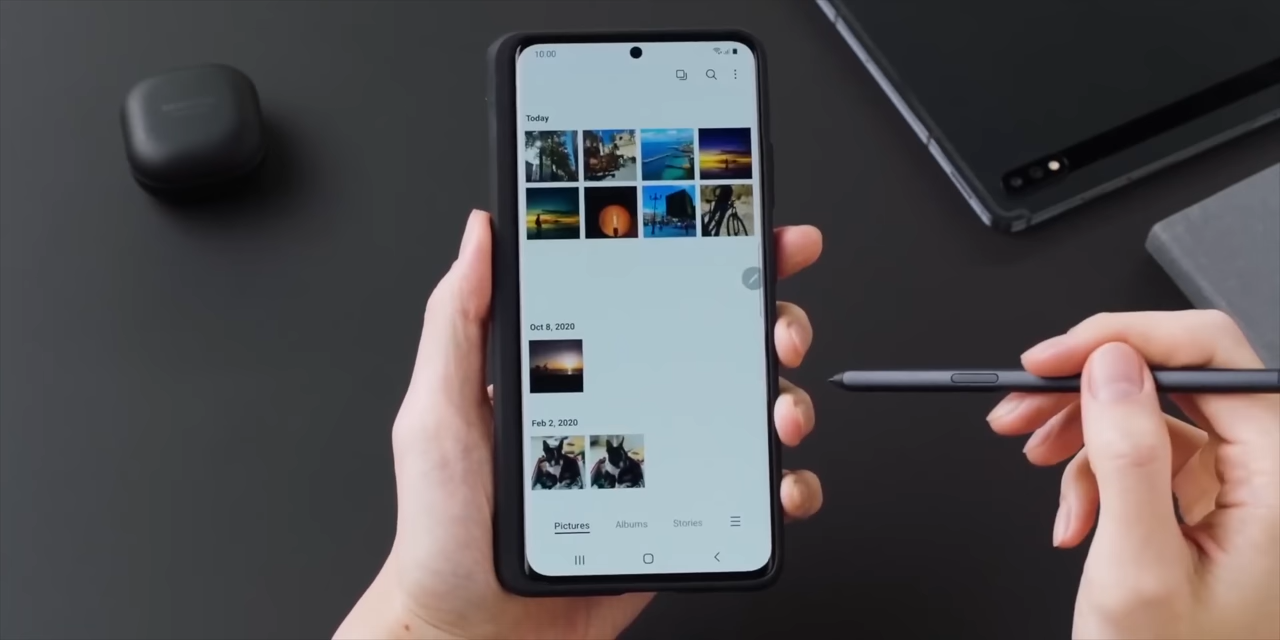 10:00
Today
Oct 8, 2020
Feb 2, 2020
Pictures Albums Stories